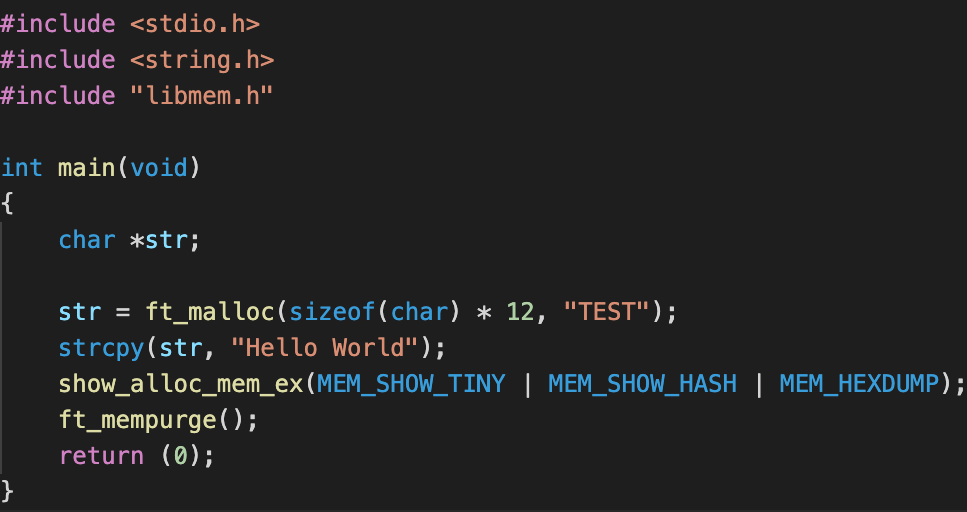 #include <stdio.h>
#include <string.h>
#include "libmem.h"

int main(void)
{
    char *str;

    str = ft_malloc(sizeof(char) * 12, "TEST");
    strcpy(str, "Hello World");
    show_alloc_mem_ex(MEM_SHOW_TINY | MEM_SHOW_HASH | MEM_HEXDUMP);
    ft_mempurge();
    return (0);
}